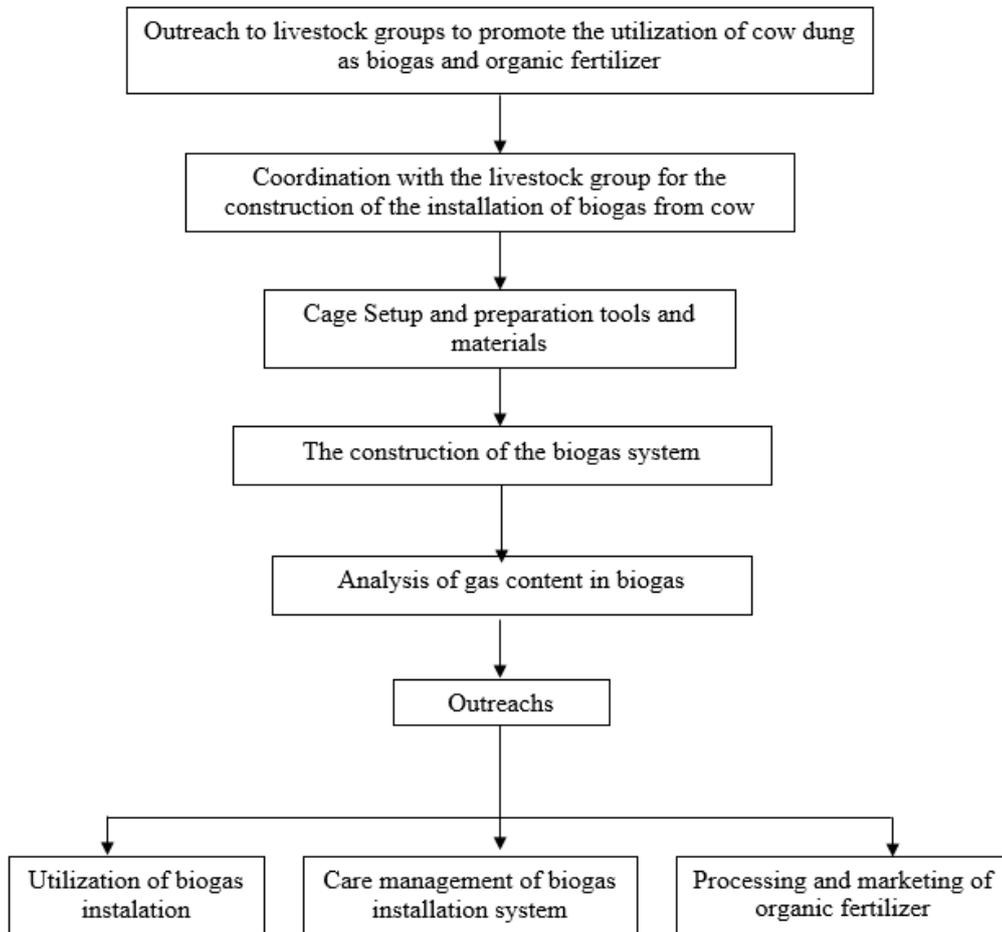 Outreach to livestock groups to promote the utilization of cow dung
as biogas and organic fertilizer
Coordination with the livestock group for the
construction of the installation of biogas from cow
Cage Setup and preparation tools and
materials
The construction of the biogas system
Analysis of gas content in biogas
Outreachs
Utilization of biogas
instalation
Care management of biogas
installation system
Processing and marketing of
organic fertilizer